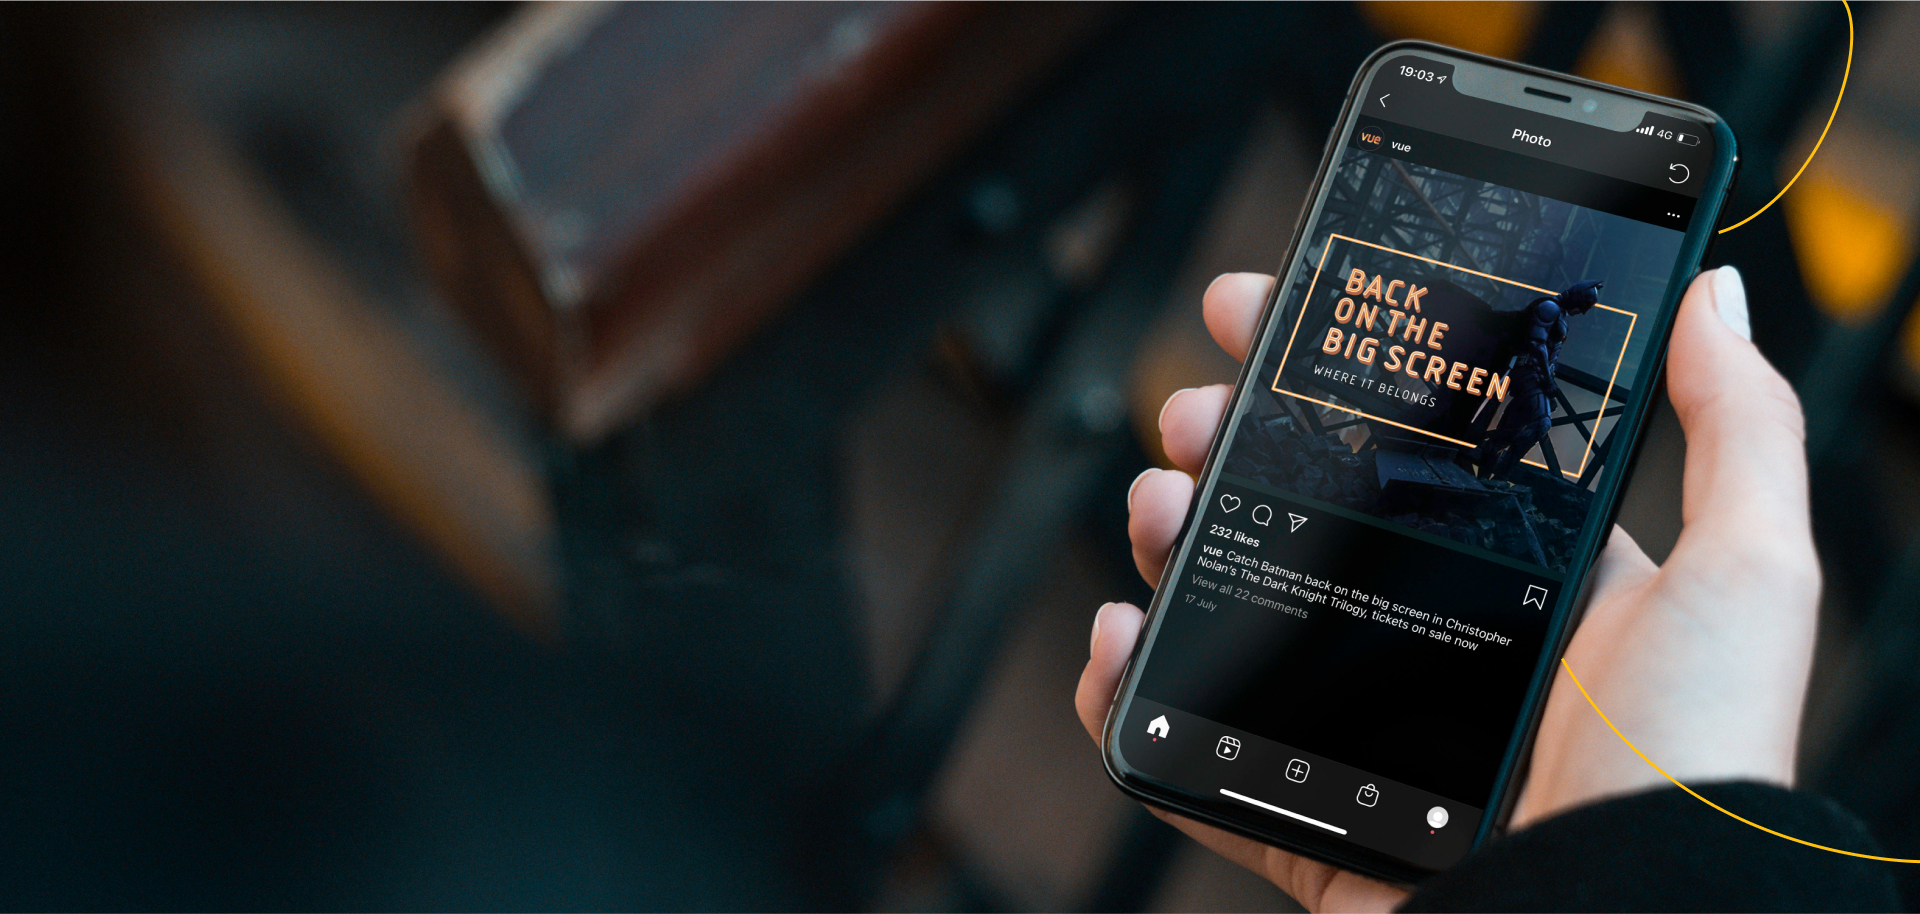 19:03
4G
Photo
vue vue
BACK
ON THE
BIG SCREEN
WHERE IT BELONGS
232 likes
vue Catch Batman back on the big screen in Christopher
Nolan's The Dark Knight Trilogy, tickets on sale now
View all 22 comments
17 July